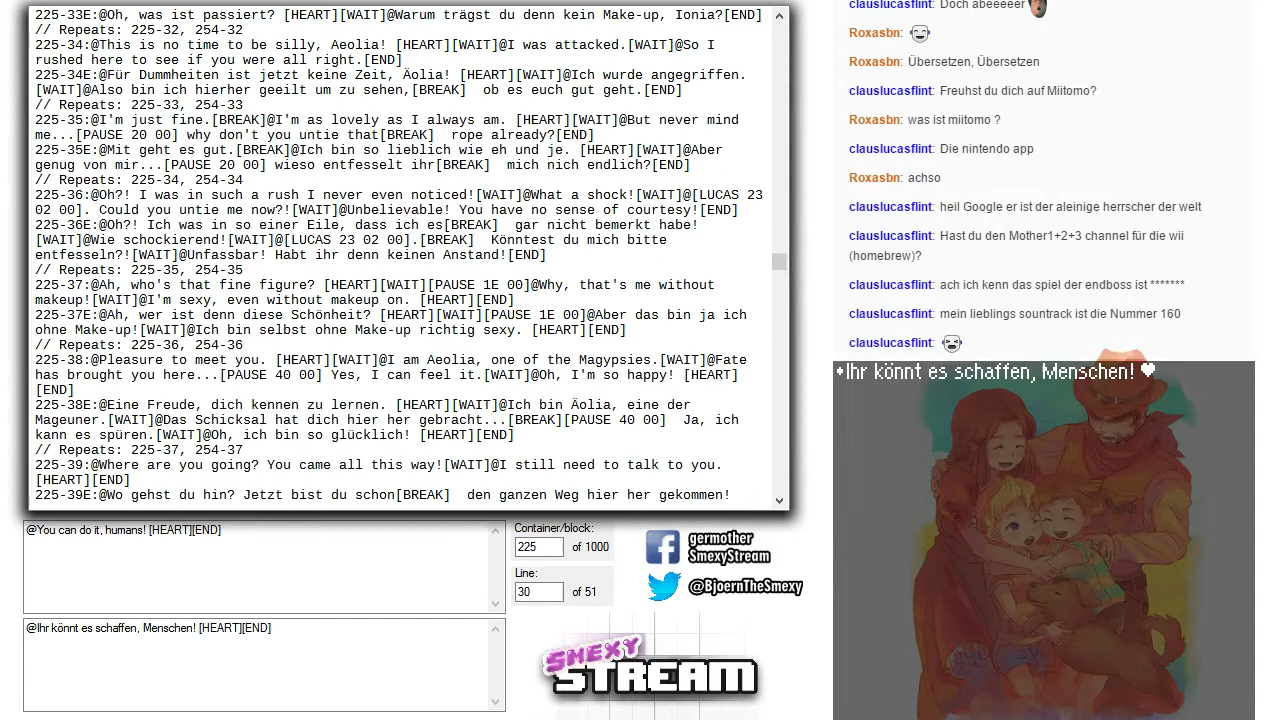 225-33E:@Oh, was ist passiert? [HEART][WAIT]@Warum trägst du denn kein Make-up, Ionia?[END]
// Repeats: 225-32, 254-32
225-34:@This is no time to be silly, Aeolia! [HEART][WAIT]@I was attacked.[WAIT]@So I
rushed here to see if you were all right.[END]
225-34E:@Für Dummheiten ist jetzt keine Zeit, Äolia! [HEART][WAIT]@Ich wurde angegriffen.
[WAIT]@Also bin ich hierher geeilt um zu sehen,[BREAK]  ob es euch gut geht.[END]
// Repeats: 225-33, 254-33
225-35:@I'm just fine.[BREAK]@I'm as lovely as I always am. [HEART][WAIT]@But never mind
me...[PAUSE 20 00] why don't you untie that[BREAK]  rope already?[END]
225-35E:@Mit geht es gut.[BREAK]@Ich bin so lieblich wie eh und je. [HEART][WAIT]@Aber
genug von mir...[PAUSE 20 00] wieso entfesselt ihr[BREAK]  mich nich endlich?[END]
// Repeats: 225-34, 254-34
225-36:@Oh?! I was in such a rush I never even noticed![WAIT]@What a shock![WAIT]@[LUCAS 23
02 00]. Could you untie me now?![WAIT]@Unbelievable! You have no sense of courtesy![END]
225-36E:@Oh?! Ich war in so einer Eile, dass ich es[BREAK]  gar nicht bemerkt habe!
[WAIT]@Wie schockierend![WAIT]@[LUCAS 23 02 00].[BREAK]  Könntest du mich bitte
entfesseln?![WAIT]@Unfassbar! Habt ihr denn keinen Anstand![END]
// Repeats: 225-35, 254-35
225-37:@Ah, who's that fine figure? [HEART][WAIT][PAUSE 1E 00]@Why, that's me without
makeup![WAIT]@I'm sexy, even without makeup on. [HEART][END]
225-37E:@Ah, wer ist denn diese Schönheit? [HEART][WAIT][PAUSE 1E 00]@Aber das bin ja ich
ohne Make-up![WAIT]@Ich bin selbst ohne Make-up richtig sexy. [HEART][END]
// Repeats: 225-36, 254-36
225-38:@Pleasure to meet you. [HEART][WAIT]@I am Aeolia, one of the Magypsies.[WAIT]@Fate
has brought you here...[PAUSE 40 00] Yes, I can feel it.[WAIT]@Oh, I'm so happy! [HEART]
[END]
225-38E:@Eine Freude, dich kennen zu lernen. [HEART][WAIT]@Ich bin Äolia, eine der
Mageuner.[WAIT]@Das Schicksal hat dich hier her gebracht...[BREAK][PAUSE 40 00]  Ja, ich
kann es spüren.[WAIT]@Oh, ich bin so glücklich! [HEART][END]
// Repeats: 225-37, 254-37
225-39:@Where are you going? You came all this way![WAIT]@I still need to talk to you.
[HEART][END]
225-39E:@Wo gehst du hin? Jetzt bist du schon[BREAK]  den ganzen Weg hier her gekommen!
@You can do it, humans! [HEART][END]
@Ihr könnt es schaffen, Menschen! [HEART][END]
Container/block:
225 of 1000
Line:
30 of 51
germother
SmexyStream
@BjoernTheSmexy
SMEXY
STREAM
clauslucasflint: Doch abeeeeer
Roxasbn:
Roxasbn: Übersetzen, Übersetzen
clauslucasflint: Freuhst du dich auf Miitomo?
Roxasbn: was ist miitomo ?
clauslucasflint: Die nintendo app
Roxasbn: achso
clauslucasflint: heil Google er ist der aleinige herrscher der welt
clauslucasflint: Hast du den Mother1+2+3 channel für die wii
(homebrew)?
clauslucasflint: ach ich kenn das spiel der endboss ist *******
clauslucasflint: mein lieblings sountrack ist die Nummer 160
clauslucasflint:
•Ihr könnt es schaffen, Menschen! ♥